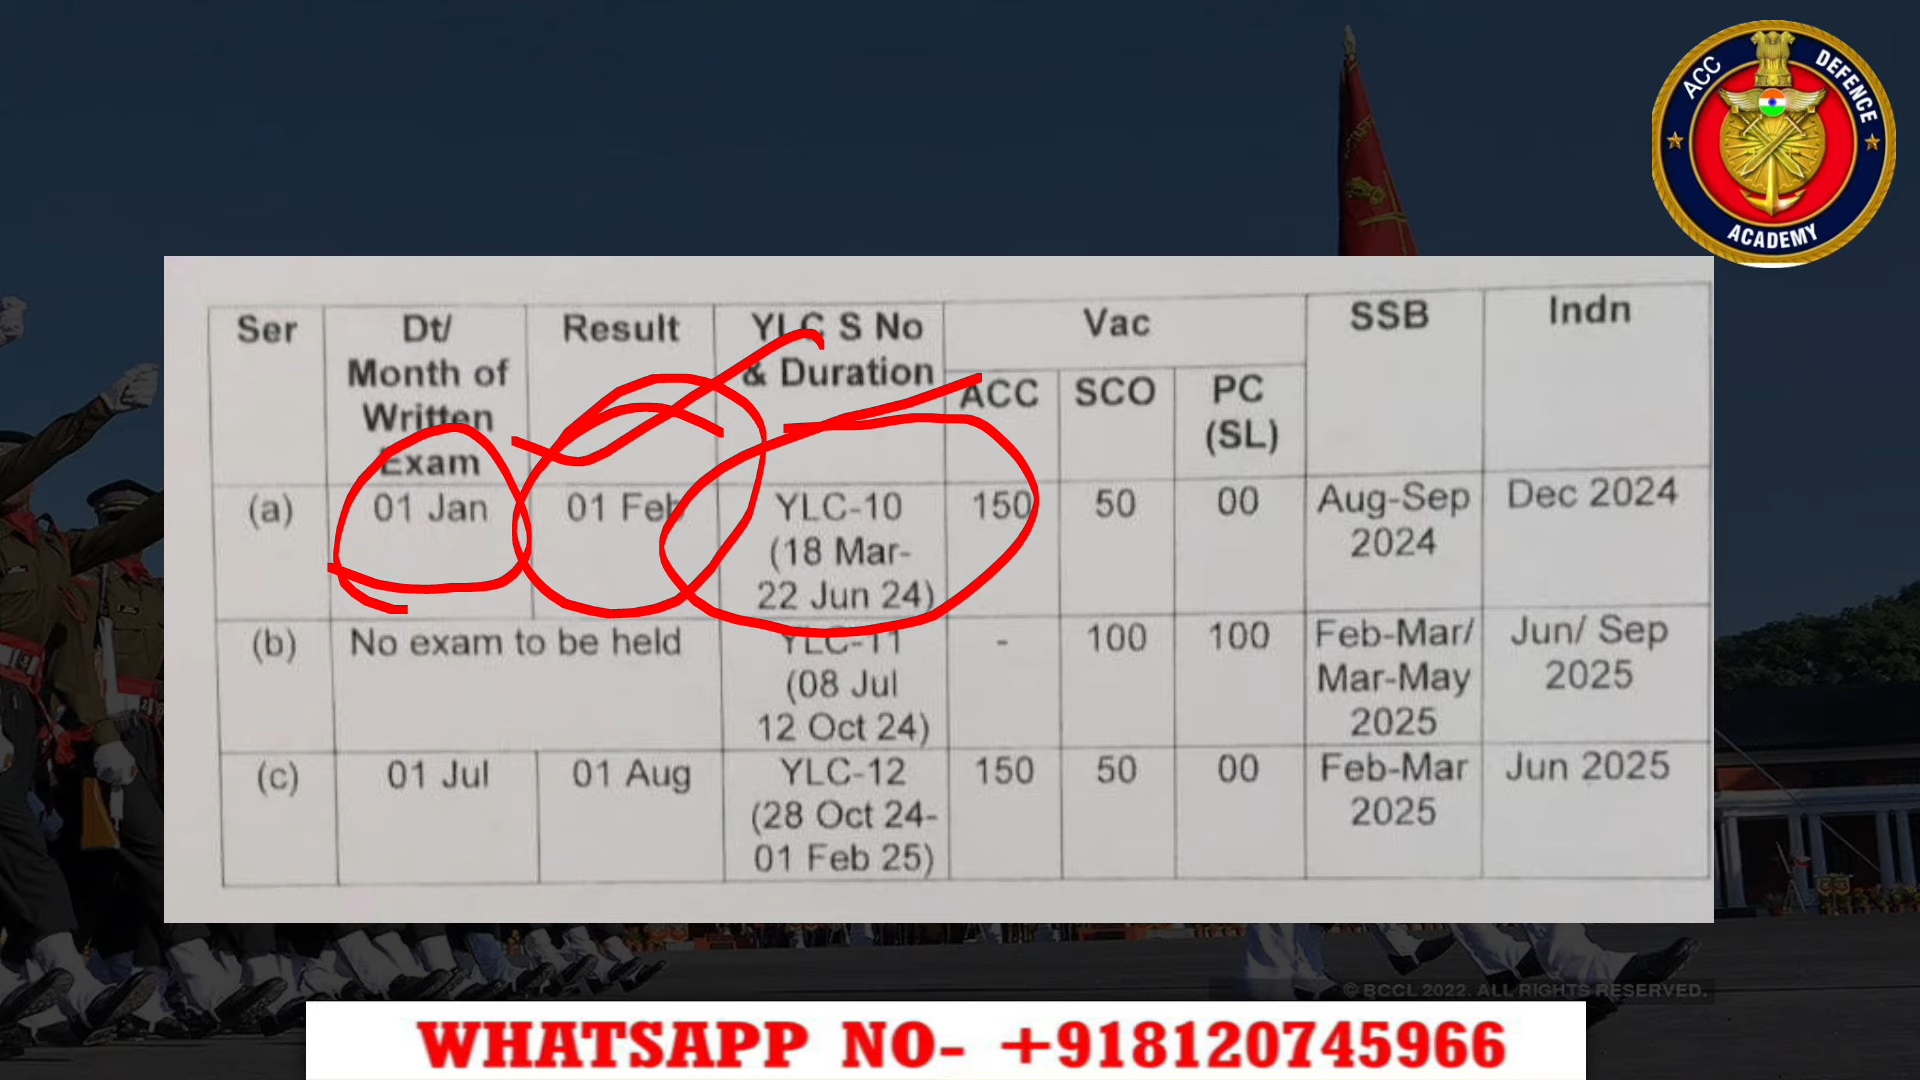 ACC DEFENCE
ACADEMY
Ser Dt/ Result YLC S No Vac SSB Indn
Month of & Duration ACC SCO PC
Written (SL)
Exam
(a) 01 Jan 01 Feb YLC-10 150 50 00 Aug-Sep Dec 2024
(18 Mar- 2024
22 Jun 24)
(b) No exam to be held YLC-11 - 100 100 Feb-Mar/ Jun/ Sep
(08 Jul Mar-May 2025
12 Oct 24) 2025
(c) 01 Jul 01 Aug YLC-12 150 50 00 Feb-Mar Jun 2025
(28 Oct 24- 2025
01 Feb 25)
© BCCL 2022. ALL RIGHTS RESERVED.
WHATSAPP NO- +918120745966